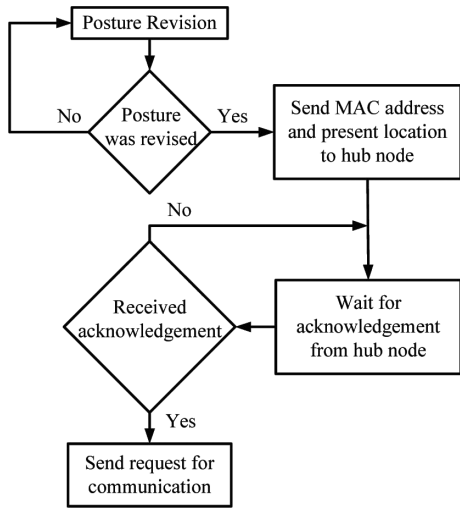 Posture Revision
No
Posture
was revised
Yes
Send MAC address
and present location
to hub node
No
Received
acknowledgement
Wait for
acknowledgement
from hub node
Yes
Send request for
communication